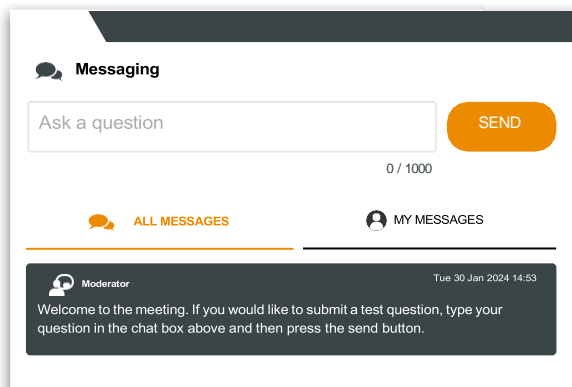 Messaging
Ask a question
SEND
0 / 1000
ALL MESSAGES
MY MESSAGES
Moderator
Tue 30 Jan 2024 14:53
Welcome to the meeting. If you would like to submit a test question, type your
question in the chat box above and then press the send button.